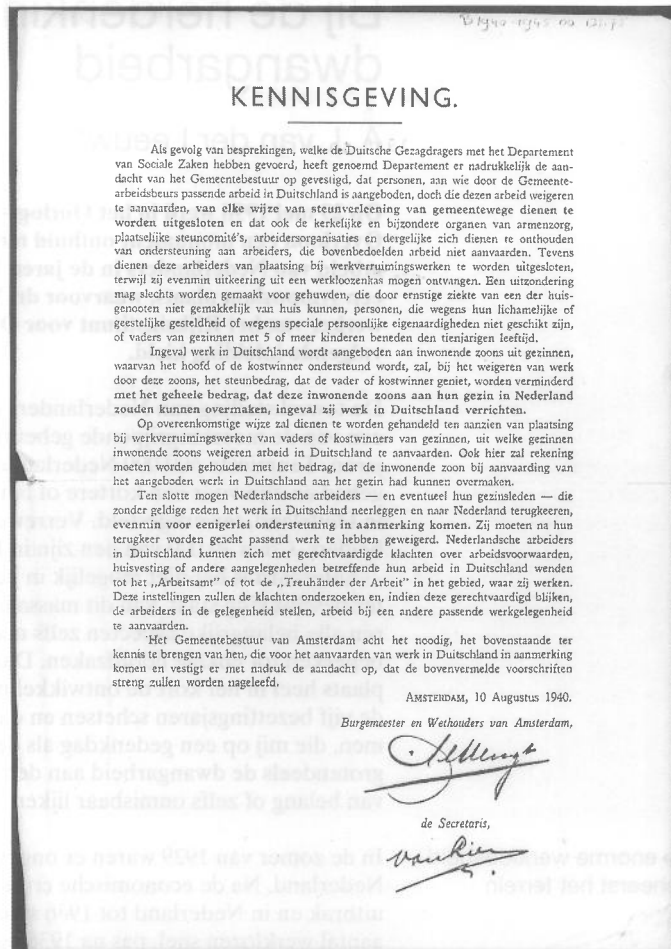 KENNISGEVING.
Als gevolg van besprekingen, welke de Duitsche Gezagdragers met het Departement
van Sociale Zaken hebben gevoerd, heeft genoemd Departement er nadrukkelijk de aan-
dacht van het Gemeentebestuur op gevestigd, dat personen, aan wie door de Gemeente-
arbeidsbeurs passende arbeid in Duitschland is aangeboden, doch die dezen arbeid weigeren
te aanvaarden, van elke wijze van steunverleening van gemeentewege dienen te
worden uitgesloten en dat ook de kerkelijke en bijzondere organen van armenzorg,
plaatselijke steuncomité's, arbeidersorganisaties en dergelijke zich dienen te onthouden
van ondersteuning aan arbeiders, die bovenbedoelden arbeid niet aanvaarden. Tevens
dienen deze arbeiders van plaatsing bij werkverruimingswerken te worden uitgesloten,
terwijl zij evenmin uitkeering uit een werkloozenkas mogen ontvangen. Een uitzondering
mag slechts worden gemaakt voor gehuwden, die door ernstige ziekte van een der huis-
genooten niet gemakkelijk van huis kunnen, personen, die wegens hun lichamelijke of
geestelijke gesteldheid of wegens speciale persoonlijke eigenaardigheden niet geschikt zijn,
of vaders van gezinnen met 5 of meer kinderen beneden den tienjarigen leeftijd.
Ingeval werk in Duitschland wordt aangeboden aan inwonende zoons uit gezinnen,
waarvan het hoofd of de kostwinner ondersteund wordt, zal, bij het weigeren van werk
door deze zoons, het steunbedrag, dat de vader of kostwinner geniet, worden verminderd
met het geheele bedrag, dat deze inwonende zoons aan hun gezin in Nederland
zouden kunnen overmaken, ingeval zij werk in Duitschland verrichten.
Op overeenkomstige wijze zal dienen te worden gehandeld ten aanzien van plaatsing
bij werkverruimingswerken van vaders of kostwinners van gezinnen, uit welke gezinnen
inwonende zoons weigeren arbeid in Duitschland te aanvaarden. Ook hier zal rekening
moeten worden gehouden met het bedrag, dat de inwonende zoon bij aanvaarding van
het aangeboden werk in Duitschland aan het gezin had kunnen overmaken.
Ten slotte mogen Nederlandsche arbeiders — en eventueel hun gezinsleden — die
zonder geldige reden het werk in Duitschland neerleggen en naar Nederland terugkeeren,
evenmin voor eenigerlei ondersteuning in aanmerking komen. Zij moeten na hun
terugkeer worden geacht passend werk te hebben geweigerd. Nederlandsche arbeiders
in Duitschland kunnen zich met gerechtvaardigde klachten over arbeidsvoorwaarden,
huisvesting of andere aangelegenheden betreffende hun arbeid in Duitschland wenden
tot het „Arbeitsamt” of tot de „Treuhänder der Arbeit” in het gebied, waar zij werken.
Deze instellingen zullen de klachten onderzoeken en, indien deze gerechtvaardigd blijken,
de arbeiders in de gelegenheid stellen, arbeid bij een andere passende werkgelegenheid
te aanvaarden.
Het Gemeentebestuur van Amsterdam acht het noodig, het bovenstaande ter
kennis te brengen van hen, die voor het aanvaarden van werk in Duitschland in aanmerking
komen en vestigt er met nadruk de aandacht op, dat de bovenvermelde voorschriften
streng zullen worden nageleefd.
AMSTERDAM, 10 Augustus 1940.
Burgemeester en Wethouders van Amsterdam,
de Secretaris,
van Lier